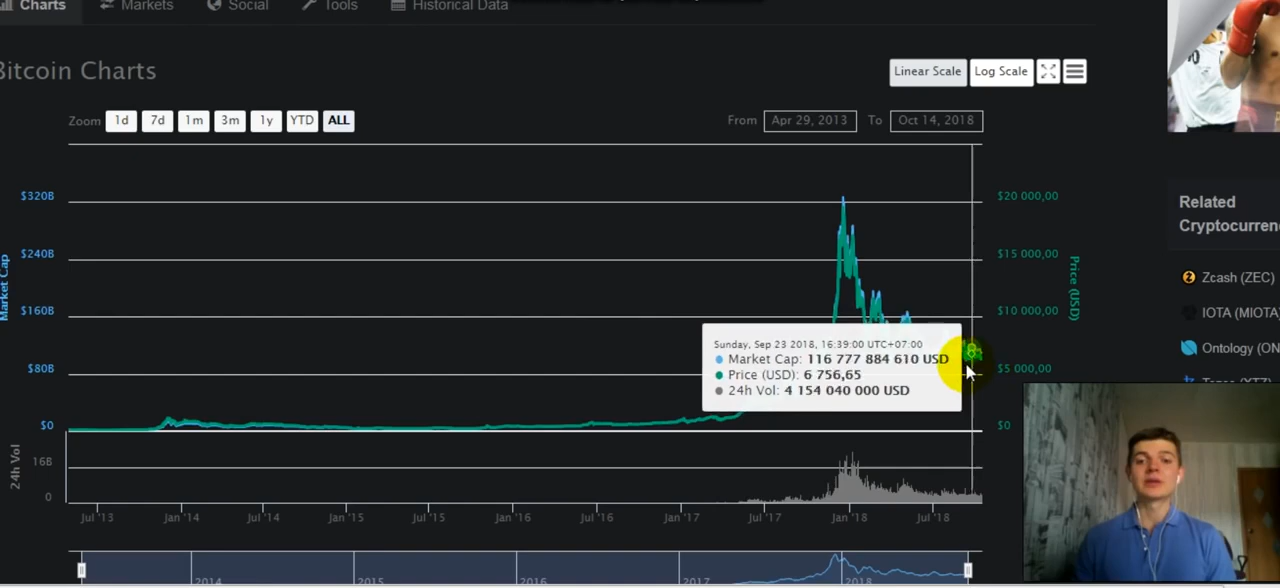 Charts Markets Social Tools Historical Data
Bitcoin Charts
Linear Scale Log Scale
Zoom 1d 7d 1m 3m 1y YTD ALL From Apr 29, 2013 To Oct 14, 2018
$320B $20 000,00
$240B $15 000,00
$160B $10 000,00
$80B $5 000,00
$0 $0
Market Cap
Price (USD)
Sunday, Sep 23 2018, 16:39:00 UTC+07:00
Market Cap: 116 777 884 610 USD
Price (USD): 6 756,65
24h Vol: 4 154 040 000 USD
24h Vol
16B
0
Jul '13 Jan '14 Jul '14 Jan '15 Jul '15 Jan '16 Jul '16 Jan '17 Jul '17 Jan '18 Jul '18
2014 2015 2016 2017 2018
Related
Cryptocurren
Zcash (ZEC)
IOTA (MIOTA
Ontology (ON